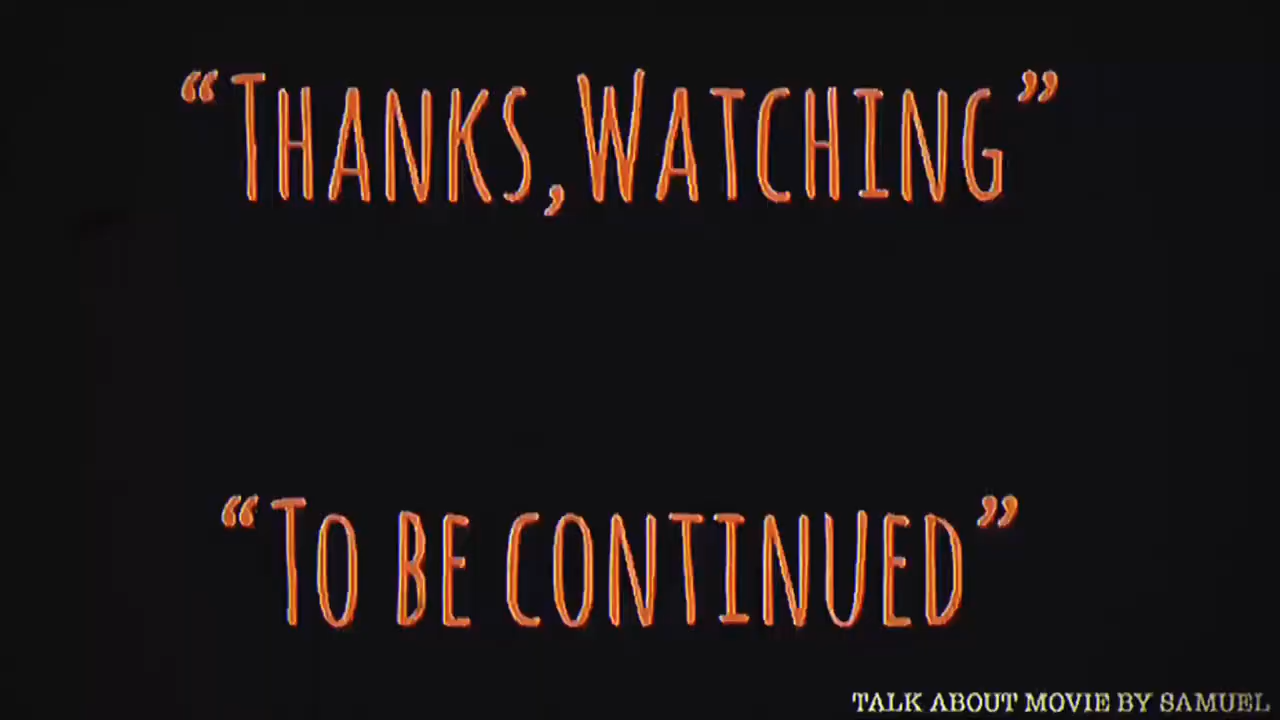 “Thanks,Watching”
“To be continued”
TALK ABOUT MOVIE BY SAMUEL